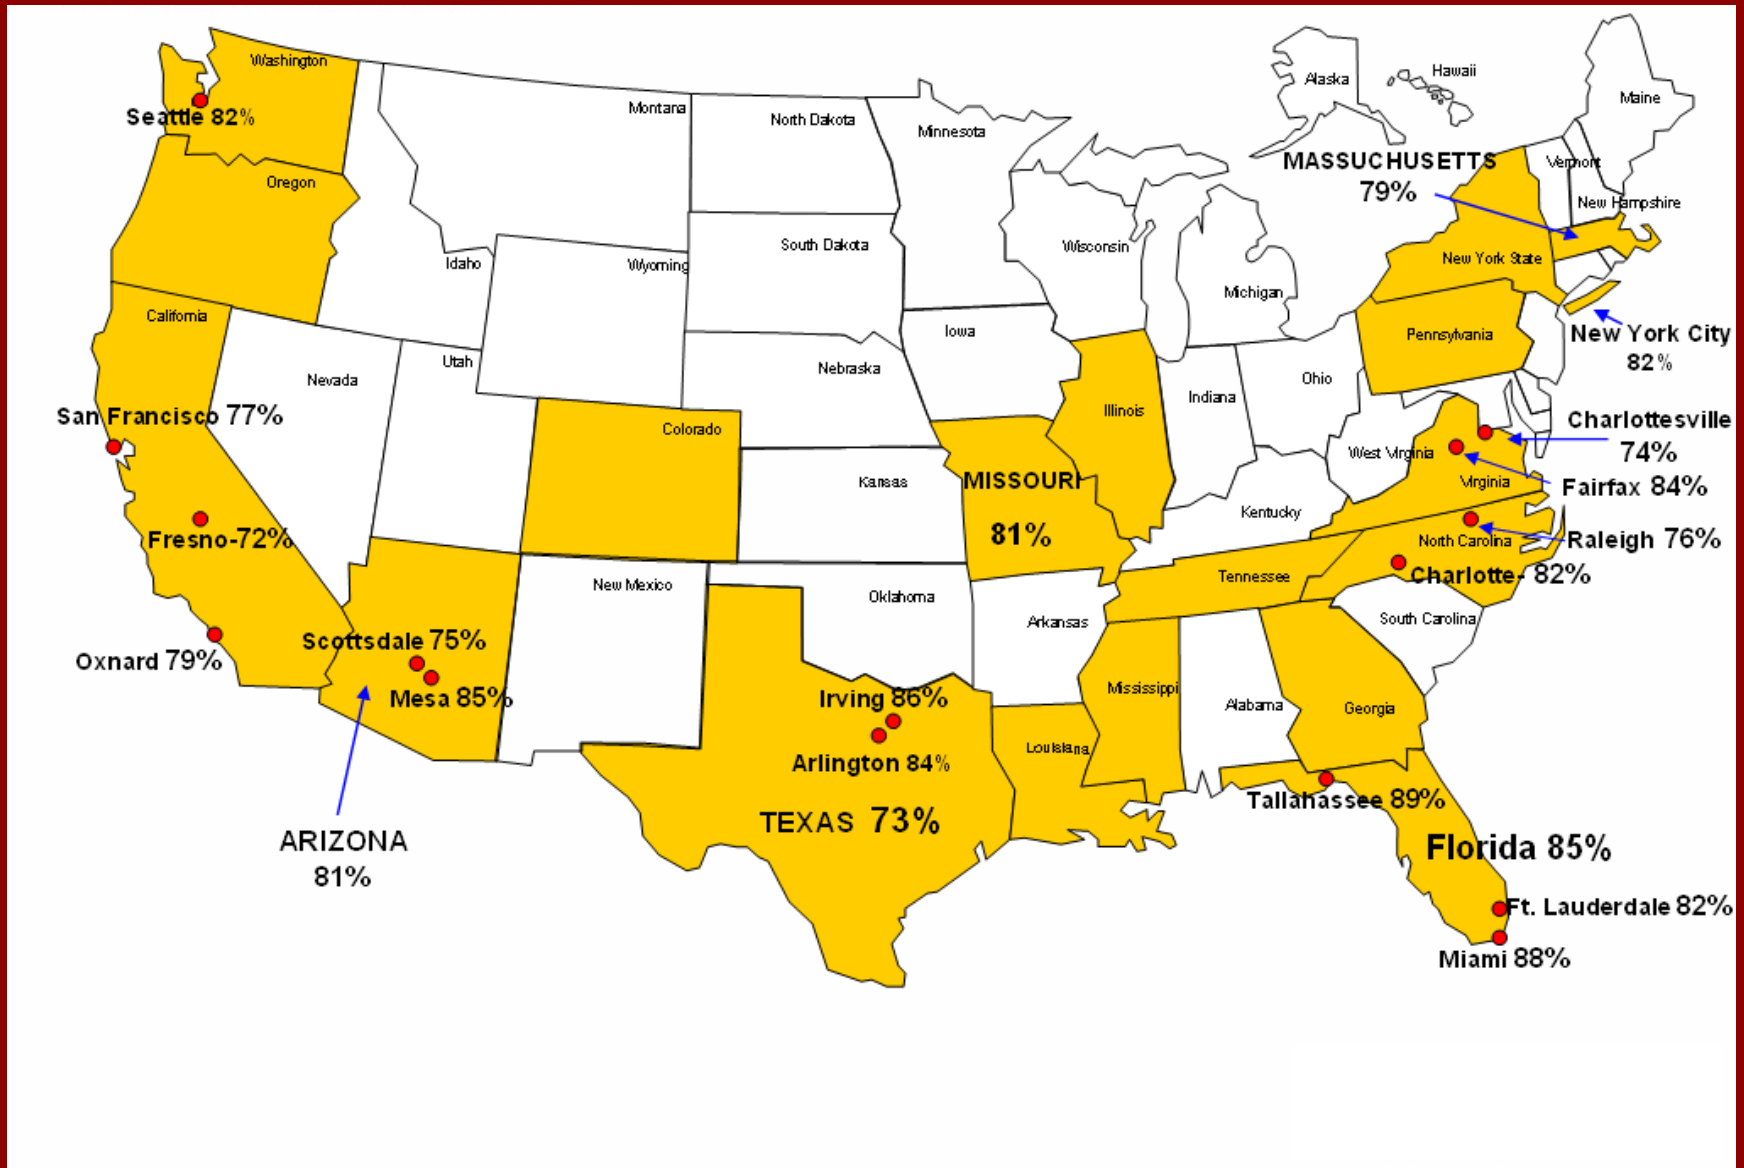 Washington
Seattle 82%
Oregon
California
San Francisco 77%
Fresno-72%
Oxnard 79%
Nevada
Idaho
Utah
Montana
Wyoming
Colorado
Scottsdale 75%
Mesa 85%
ARIZONA
81%
New Mexico
North Dakota
South Dakota
Nebraska
Kansas
Oklahoma
Irving 86%
Arlington 84%
TEXAS 73%
Minnesota
Iowa
MISSOURI
81%
Arkansas
Louisiana
Wisconsin
Illinois
Michigan
Indiana
Ohio
Kentucky
Tennessee
Mississippi
Alabama
Georgia
Alaska
Hawaii
Maine
MASSUCHUSETTS
79%
Vermont
New Hampshire
New York State
New York City
82%
Pennsylvania
West Virginia
Virginia
Charlottesville
74%
Fairfax 84%
North Carolina
Raleigh 76%
Charlotte- 82%
South Carolina
Tallahassee 89%
Florida 85%
Ft. Lauderdale 82%
Miami 88%